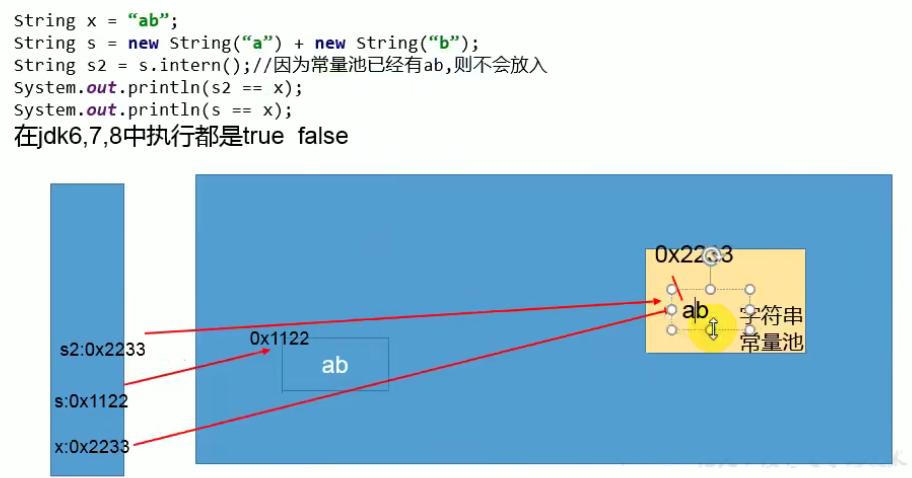 String x = “ab”;
String s = new String(“a”) + new String(“b”);
String s2 = s.intern();//因为常量池已经有ab,则不会放入
System.out.println(s2 == x);
System.out.println(s == x);
在jdk6,7,8中执行都是true false
0x2233
ab
字符串
常量池
0x1122
ab
s2:0x2233
s:0x1122
x:0x2233